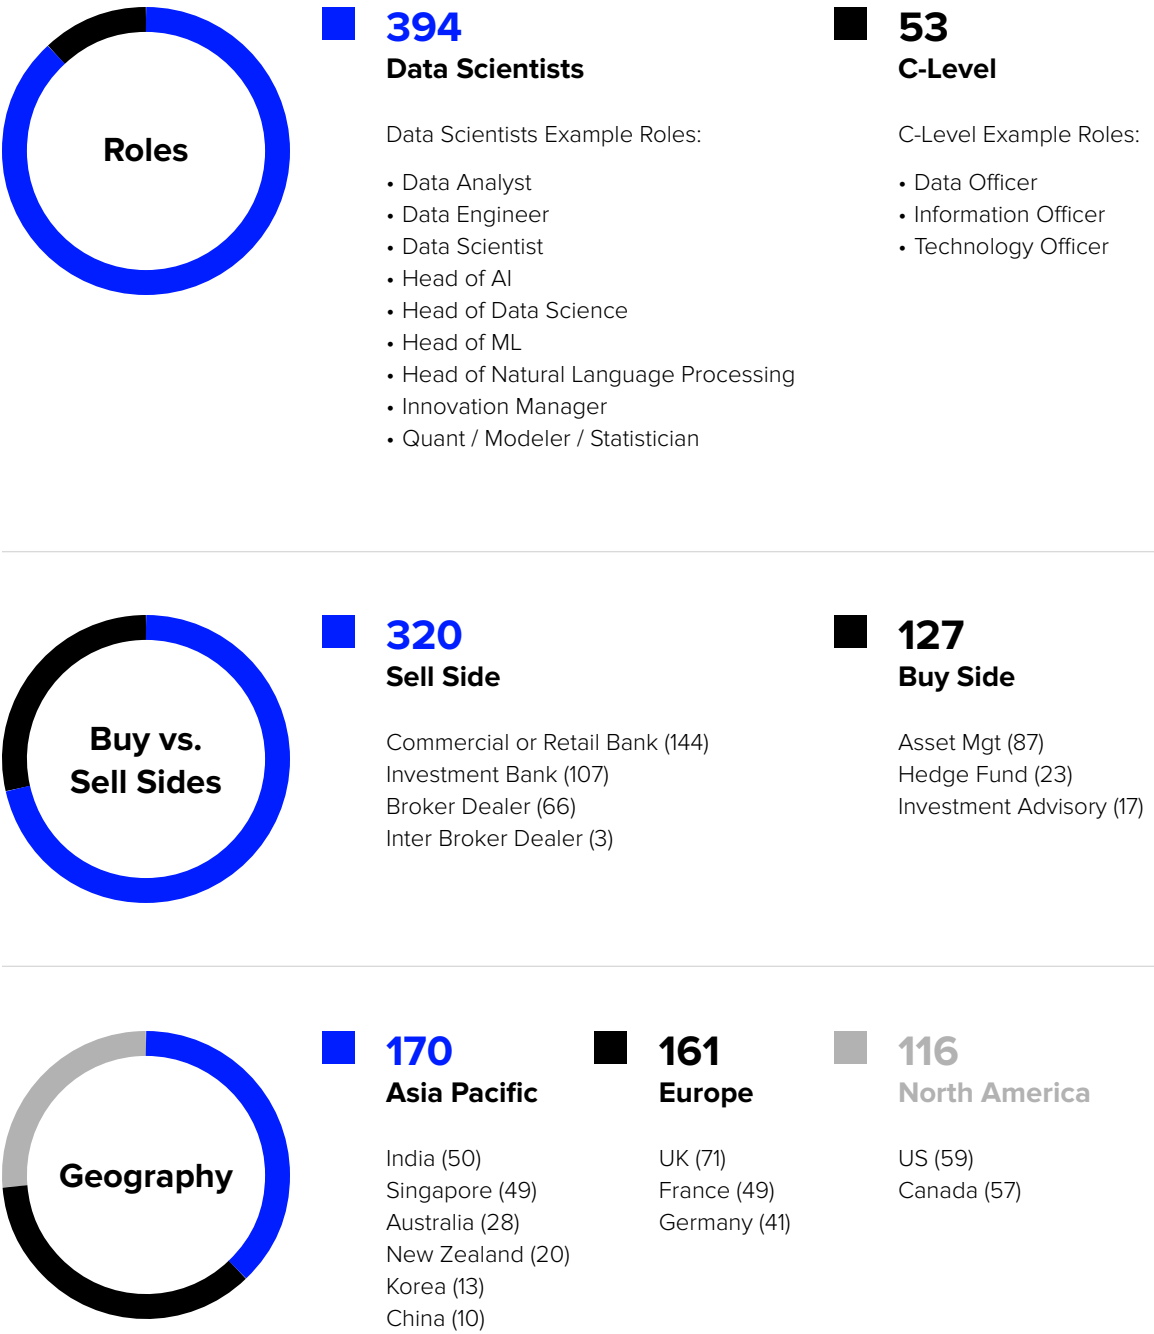 Roles
394
Data Scientists
Data Scientists Example Roles:
• Data Analyst
• Data Engineer
• Data Scientist
• Head of AI
• Head of Data Science
• Head of ML
• Head of Natural Language Processing
• Innovation Manager
• Quant / Modeler / Statistician
53
C-Level
C-Level Example Roles:
• Data Officer
• Information Officer
• Technology Officer
Buy vs.
Sell Sides
320
Sell Side
Commercial or Retail Bank (144)
Investment Bank (107)
Broker Dealer (66)
Inter Broker Dealer (3)
127
Buy Side
Asset Mgt (87)
Hedge Fund (23)
Investment Advisory (17)
Geography
170
Asia Pacific
India (50)
Singapore (49)
Australia (28)
New Zealand (20)
Korea (13)
China (10)
161
Europe
UK (71)
France (49)
Germany (41)
116
North America
US (59)
Canada (57)